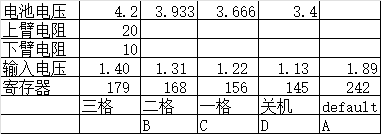 电池电压 4.2 3.933 3.666 3.4
上臂电阻 20
下臂电阻 10
输入电压 1.40 1.31 1.22 1.13 1.89
寄存器 179 168 156 145 242
三格 二格 一格 关机 default
B C D A